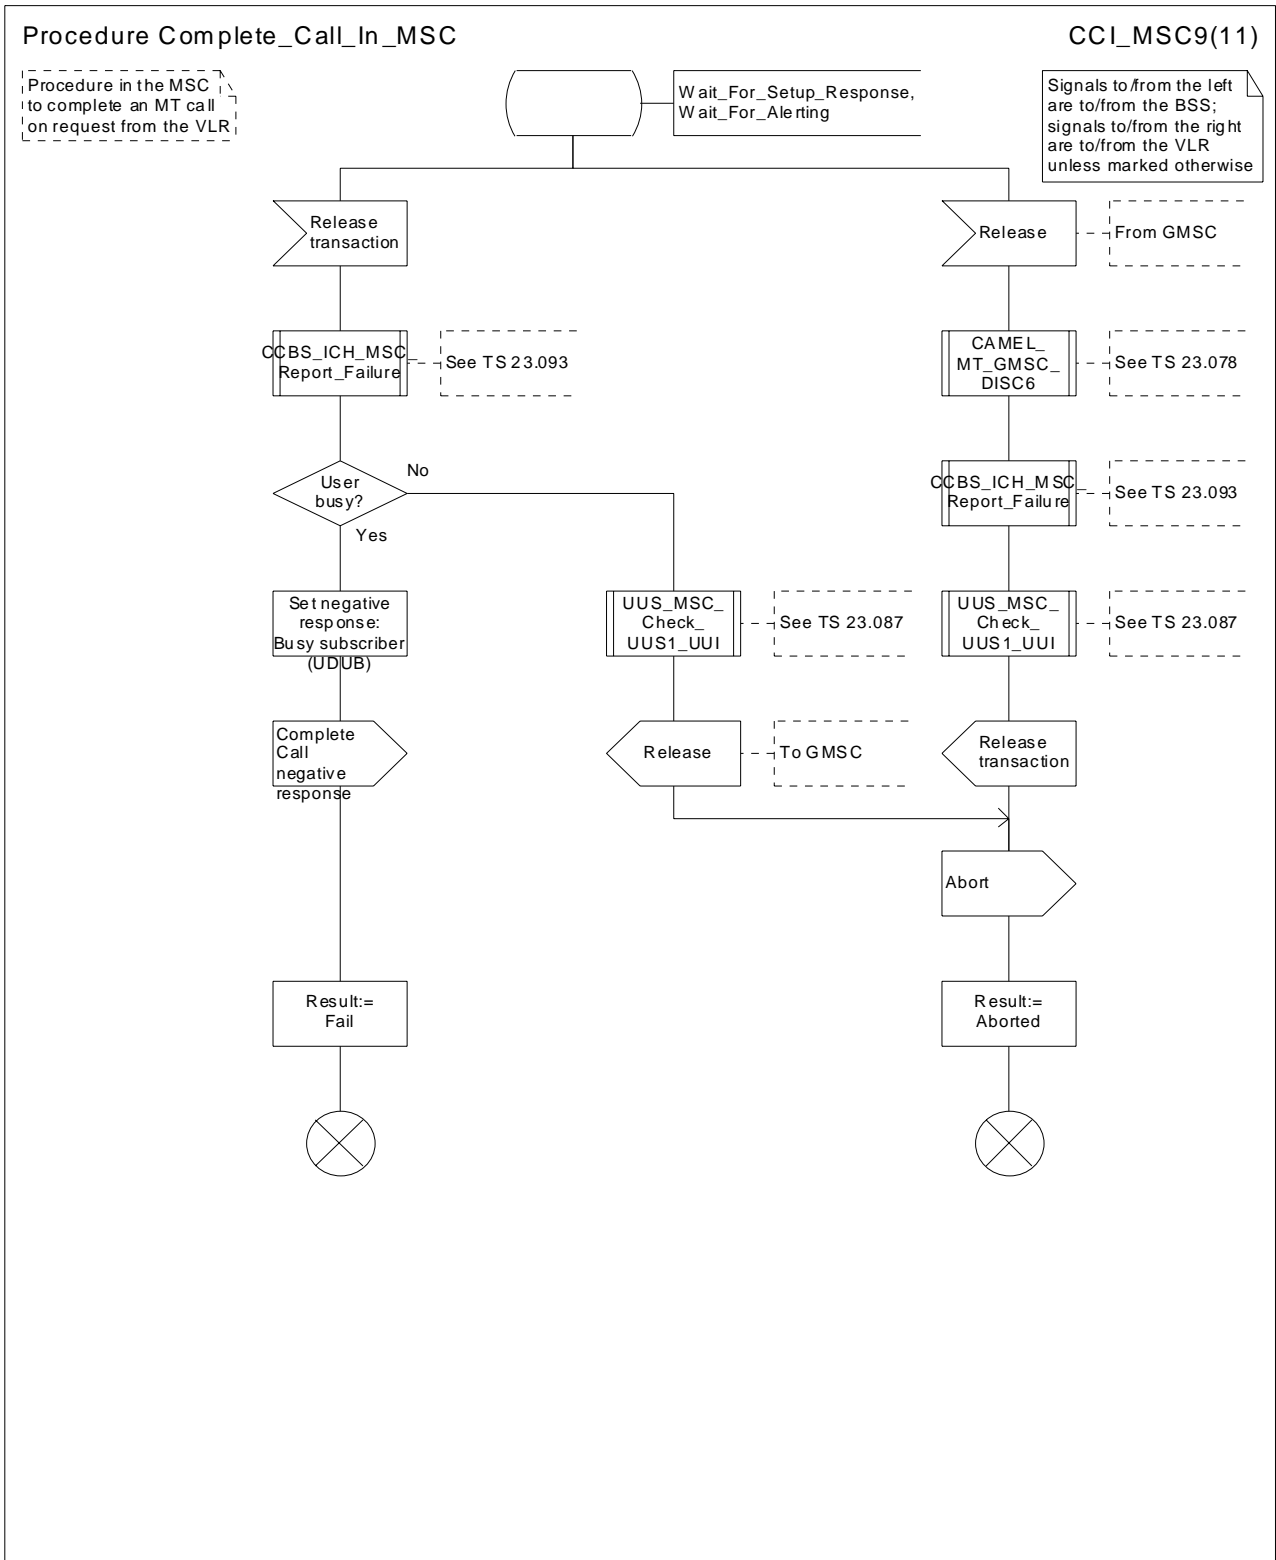 Procedure Complete_Call_In_MSC
CCI_MSC9(11)
Procedure in the MSC
to complete an MT call
on request from the VLR
Wait_For_Setup_Response,
Wait_For_Alerting
Signals to/from the left
are to/from the BSS;
signals to/from the right
are to/from the VLR
unless marked otherwise
Release
transaction
Release
From GMSC
CCBS_ICH_MSC_
Report_Failure
See TS 23.093
CAMEL_
MT_GMSC_
DISC6
See TS 23.078
User
busy?
No
Yes
CCBS_ICH_MSC_
Report_Failure
See TS 23.093
Set negative
response:
Busy subscriber
(UDUB)
UUS_MSC_
Check_
UUS1_UUI
See TS 23.087
UUS_MSC_
Check_
UUS1_UUI
See TS 23.087
Complete
Call
negative
response
Release
To GMSC
Release
transaction
Abort
Result:=
Fail
Result:=
Aborted